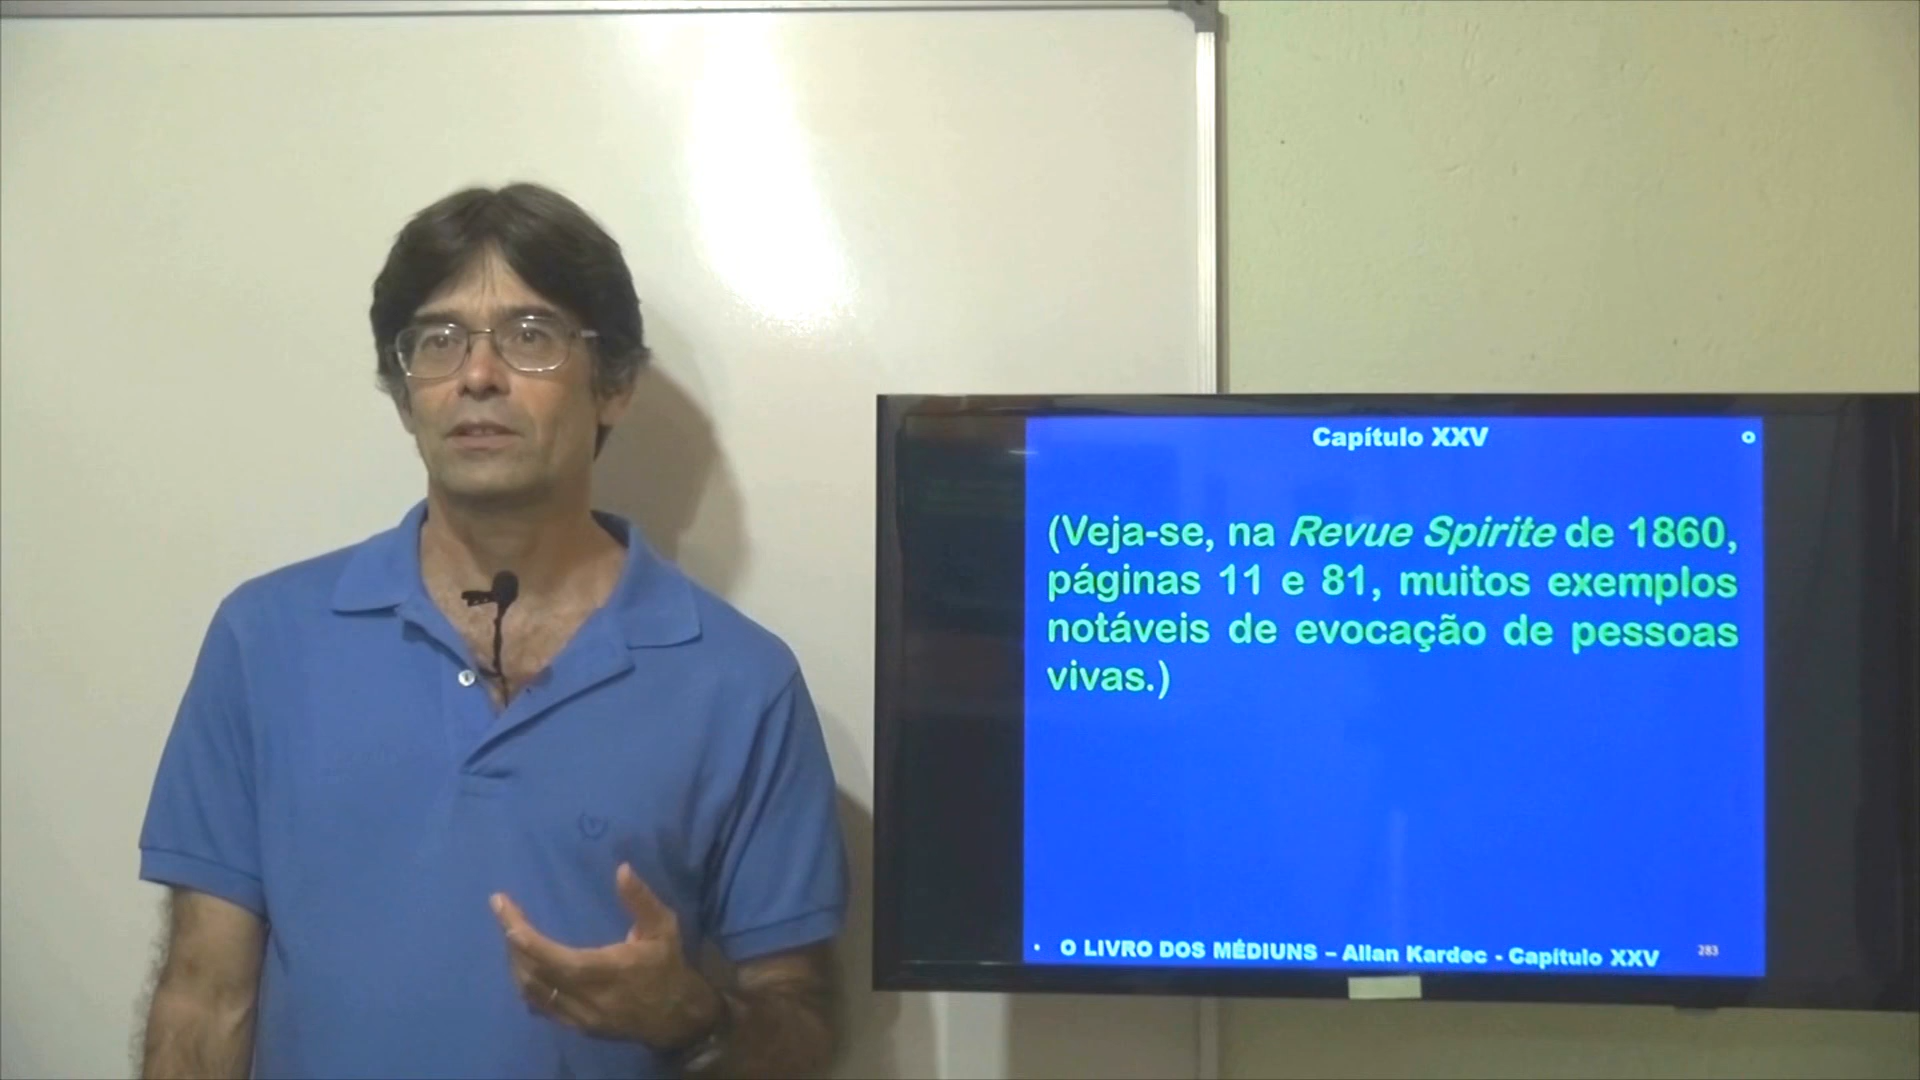 Capítulo XXV
(Veja-se, na Revue Spirite de 1860,
páginas 11 e 81, muitos exemplos
notáveis de evocação de pessoas
vivas.)
O LIVRO DOS MÉDIUNS – Allan Kardec - Capítulo XXV
283